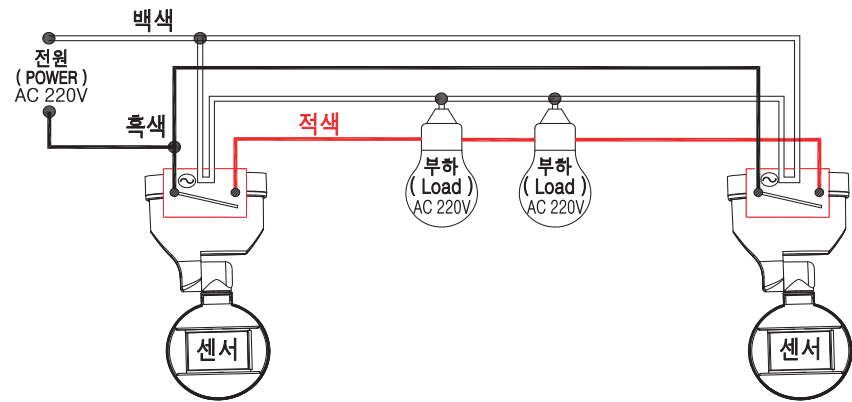 백색
전원
( POWER )
AC 220V
흑색
적색
부하
( Load )
AC 220V
부하
( Load )
AC 220V
센서
센서